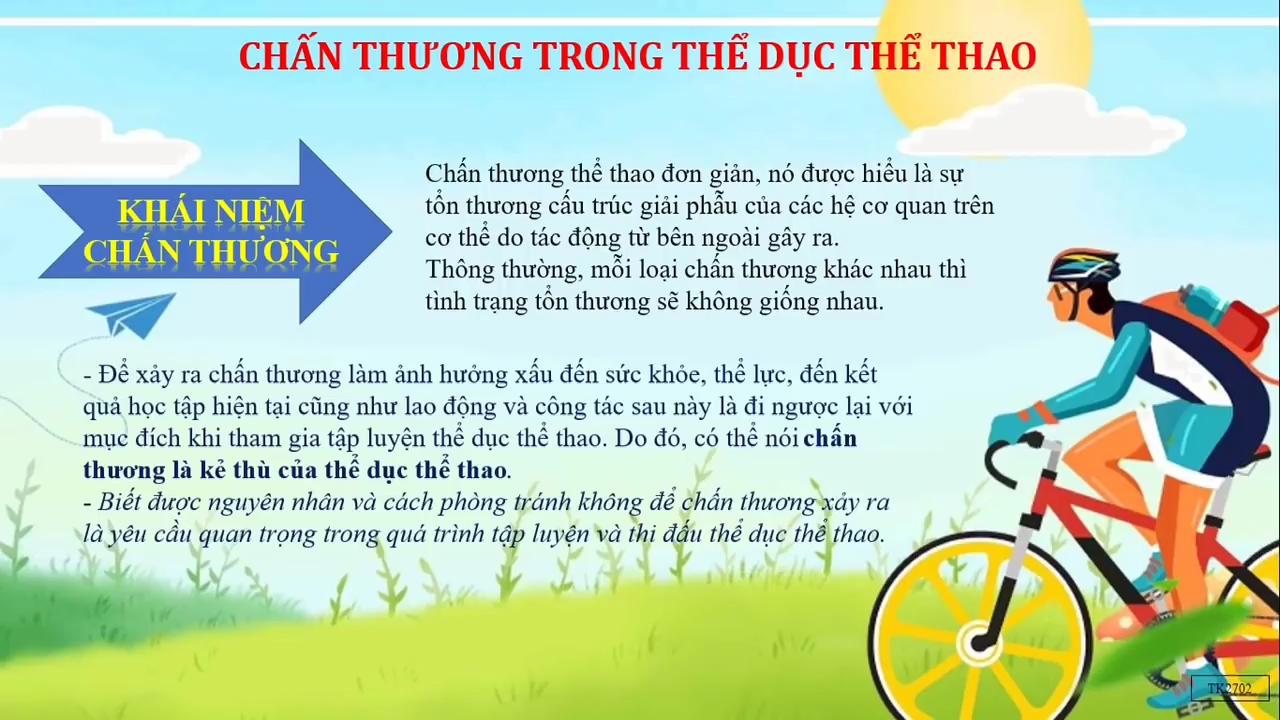 CHẤN THƯƠNG TRONG THỂ DỤC THỂ THAO
KHÁI NIỆM
CHẤN THƯƠNG
Chấn thương thể thao đơn giản, nó được hiểu là sự
tổn thương cấu trúc giải phẫu của các hệ cơ quan trên
cơ thể do tác động từ bên ngoài gây ra.
Thông thường, mỗi loại chấn thương khác nhau thì
tình trạng tổn thương sẽ không giống nhau.
- Để xảy ra chấn thương làm ảnh hưởng xấu đến sức khỏe, thể lực, đến kết
quả học tập hiện tại cũng như lao động và công tác sau này là đi ngược lại với
mục đích khi tham gia tập luyện thể dục thể thao. Do đó, có thể nói chấn
thương là kẻ thù của thể dục thể thao.
- Biết được nguyên nhân và cách phòng tránh không để chấn thương xảy ra
là yêu cầu quan trọng trong quá trình tập luyện và thi đấu thể dục thể thao.
TK2702